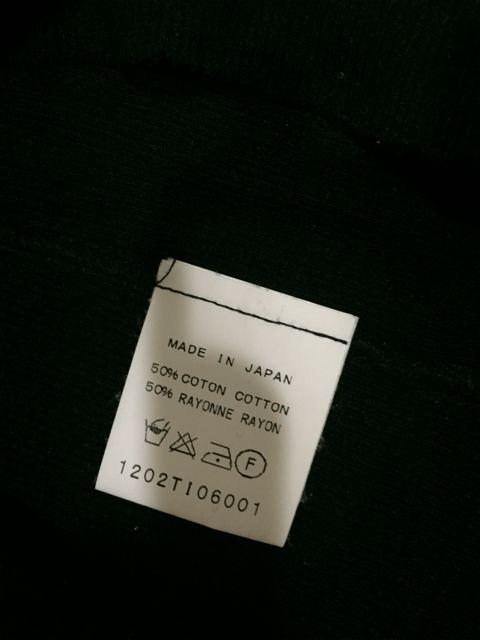 MADE IN JAPAN
50% COTON COTTON
50% RAYONNE RAYON
F
1202TI06001